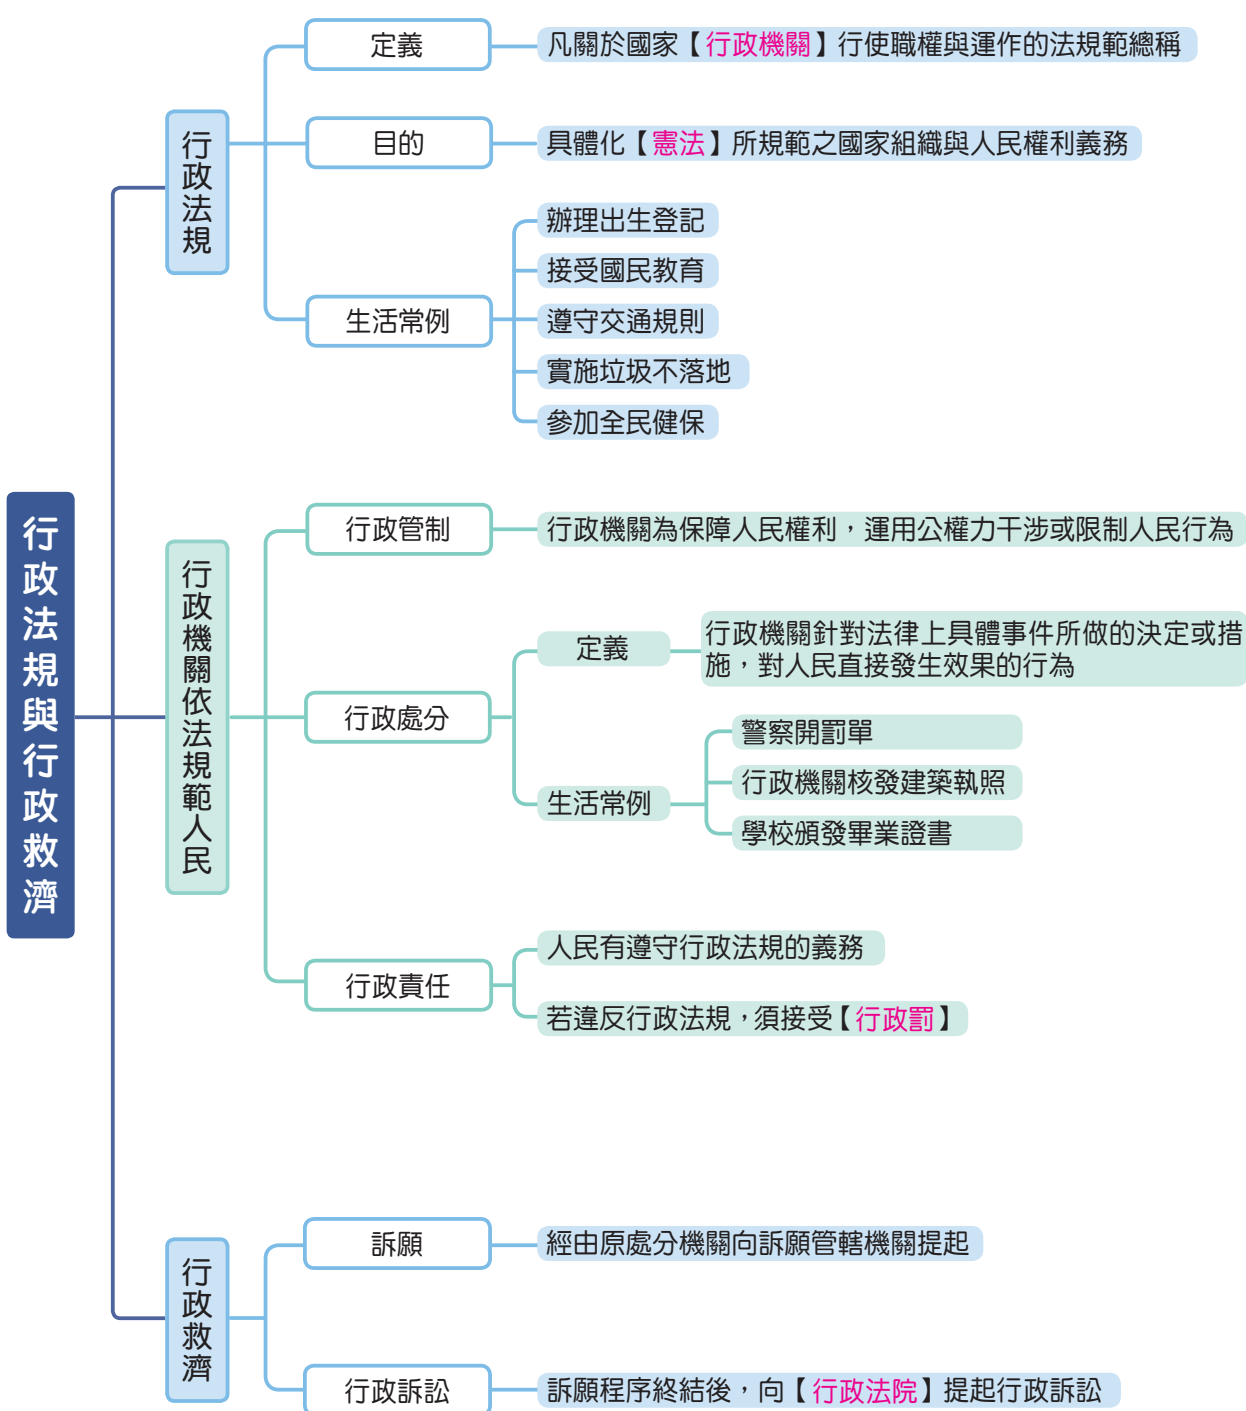 行政法規與行政救濟
行政法規
定義
凡關於國家【行政機關】行使職權與運作的法規範總稱
目的
具體化【憲法】所規範之國家組織與人民權利義務
生活常例
辦理出生登記
接受國民教育
遵守交通規則
實施垃圾不落地
參加全民健保
行政機關依法規範人民
行政管制
行政機關為保障人民權利，運用公權力干涉或限制人民行為
行政處分
定義
行政機關針對法律上具體事件所做的決定或措
施，對人民直接發生效果的行為
生活常例
警察開罰單
行政機關核發建築執照
學校頒發畢業證書
行政責任
人民有遵守行政法規的義務
若違反行政法規，須接受【行政罰】
行政救濟
訴願
經由原處分機關向訴願管轄機關提起
行政訴訟
訴願程序終結後，向【行政法院】提起行政訴訟